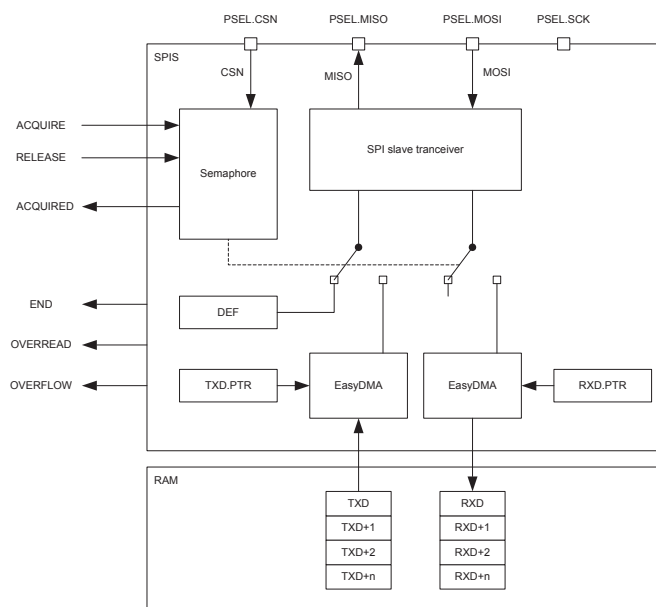 PSEL.CSN PSEL.MISO PSEL.MOSI PSEL.SCK
SPIS
CSN MISO MOSI
ACQUIRE
RELEASE
ACQUIRED
Semaphore
SPI slave tranceiver
END
OVERREAD
OVERFLOW
DEF
TXD.PTR EasyDMA EasyDMA RXD.PTR
RAM
TXD RXD
TXD+1 RXD+1
TXD+2 RXD+2
TXD+n RXD+n